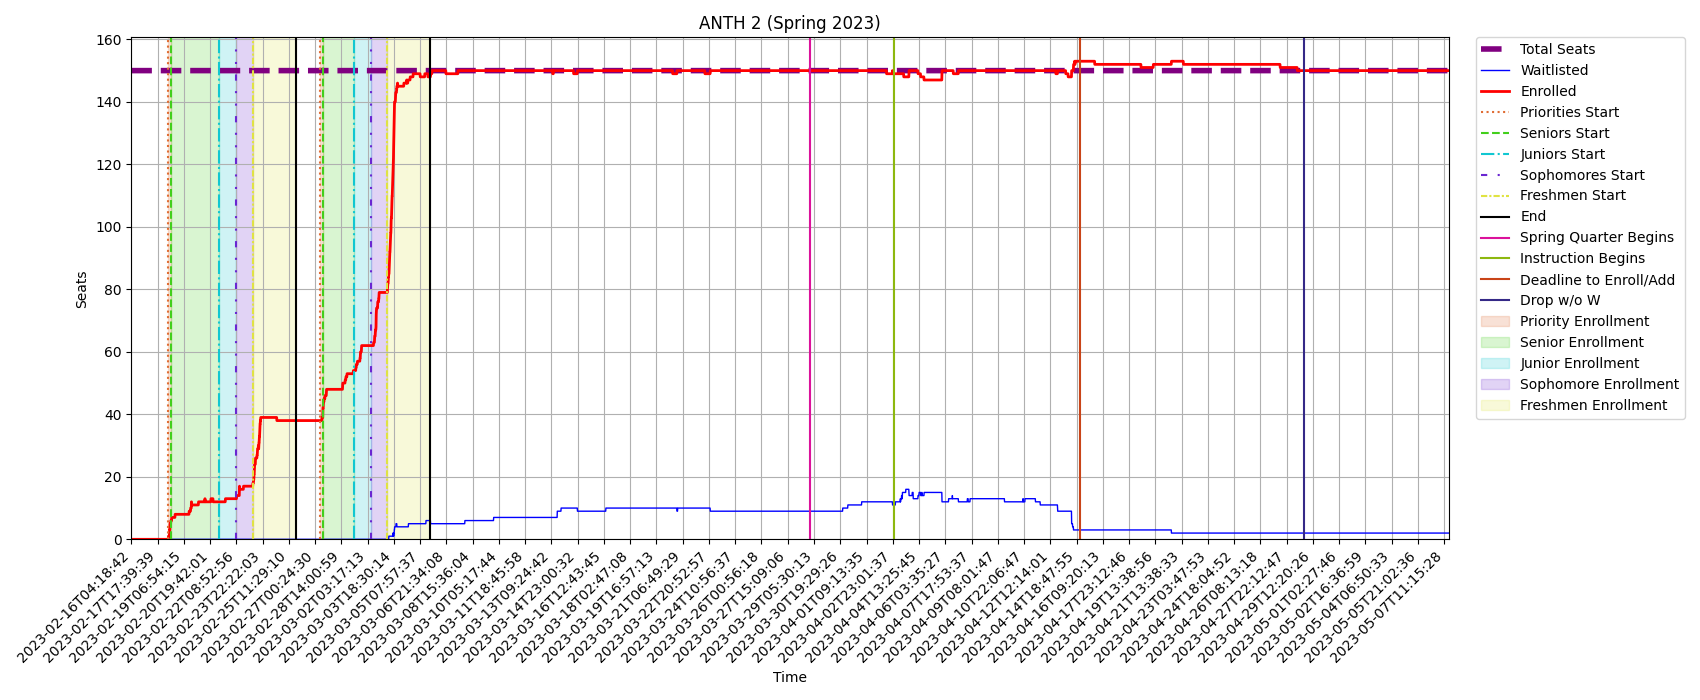 ANTH 2 (Spring 2023)
Seats
160
140
120
100
80
60
40
20
0
2023-02-16T04:18:42
2023-02-17T17:39:39
2023-02-19T06:54:15
2023-02-20T19:42:01
2023-02-22T08:52:56
2023-02-23T22:22:03
2023-02-25T11:29:10
2023-02-27T00:24:30
2023-02-28T14:00:59
2023-03-02T03:17:13
2023-03-03T18:30:14
2023-03-05T07:57:37
2023-03-06T21:34:08
2023-03-08T11:36:04
2023-03-10T05:17:44
2023-03-11T18:45:58
2023-03-13T09:24:42
2023-03-14T23:00:32
2023-03-16T12:43:45
2023-03-18T02:47:08
2023-03-19T16:57:13
2023-03-21T06:49:29
2023-03-22T20:52:57
2023-03-24T10:56:37
2023-03-26T00:56:18
2023-03-27T15:09:06
2023-03-29T05:30:13
2023-03-30T19:29:26
2023-04-01T09:13:35
2023-04-02T23:01:37
2023-04-04T13:25:45
2023-04-06T03:35:27
2023-04-07T17:53:37
2023-04-09T08:01:47
2023-04-10T22:06:47
2023-04-12T12:14:01
2023-04-14T18:47:55
2023-04-16T09:20:13
2023-04-17T23:12:46
2023-04-19T13:38:56
2023-04-21T11:38:33
2023-04-23T03:47:53
2023-04-24T18:04:52
2023-04-26T08:13:18
2023-04-27T22:12:47
2023-04-29T12:20:26
2023-05-01T02:27:46
2023-05-02T16:36:59
2023-05-04T06:50:33
2023-05-05T21:02:36
2023-05-07T11:15:28
Time
Total Seats
Waitlisted
Enrolled
Priorities Start
Seniors Start
Juniors Start
Sophomores Start
Freshmen Start
End
Spring Quarter Begins
Instruction Begins
Deadline to Enroll/Add
Drop w/o W
Priority Enrollment
Senior Enrollment
Junior Enrollment
Sophomore Enrollment
Freshmen Enrollment